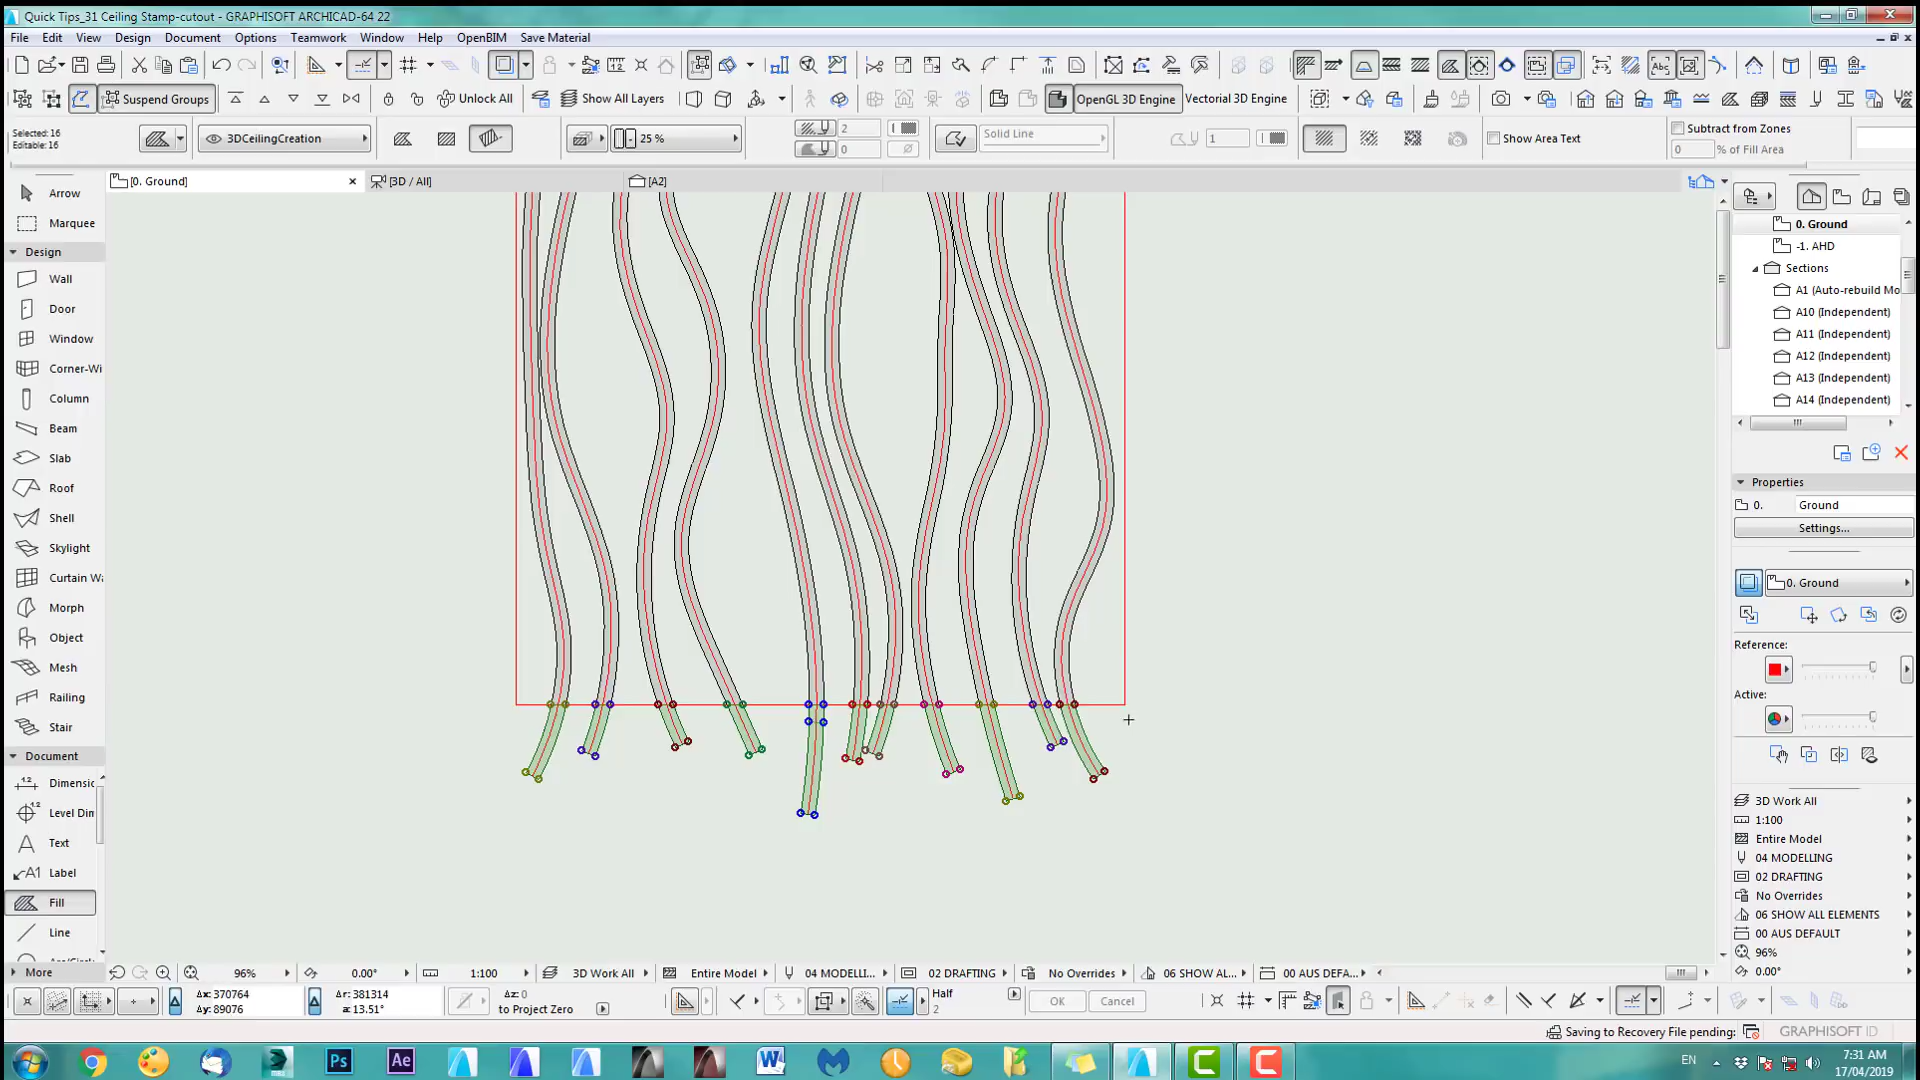 Quick Tips_31 Ceiling Stamp-cutout - GRAPHISOFT ARCHICAD-64 22
File Edit View Design Document Options Teamwork Window Help OpenBIM Save Material
Suspend Groups
Unlock All
Show All Layers
OpenGL 3D Engine
Vectorial 3D Engine
Selected: 16
Editable: 16
3DCeilingCreation
25 %
2
0
Solid Line
1
Show Area Text
Subtract from Zones
0 % of Fill Area
[0. Ground]
[3D / All]
[A2]
Arrow
Marquee
Design
Wall
Door
Window
Corner-Wi
Column
Beam
Slab
Roof
Shell
Skylight
Curtain Wa
Morph
Object
Mesh
Railing
Stair
Document
Dimensic
Level Dim
Text
A1 Label
Fill
Line
More
0. Ground
-1. AHD
Sections
A1 (Auto-rebuild Mo
A10 (Independent)
A11 (Independent)
A12 (Independent)
A13 (Independent)
A14 (Independent)
Properties
0. Ground
Settings...
0. Ground
Reference:
Active:
3D Work All
1:100
Entire Model
04 MODELLING
02 DRAFTING
No Overrides
06 SHOW ALL ELEMENTS
00 AUS DEFAULT
96%
0.00°
96% 0.00° 1:100 3D Work All Entire Model 04 MODELLI... 02 DRAFTING No Overrides 06 SHOW AL... 00 AUS DEFA...
Δx: 370764
Δy: 89076
Δr: 381314
a: 13.51°
Δz: 0
to Project Zero
Half
2
OK
Cancel
Saving to Recovery File pending:
GRAPHISOFT ID
Ps Ae W
EN
7:31 AM
17/04/2019